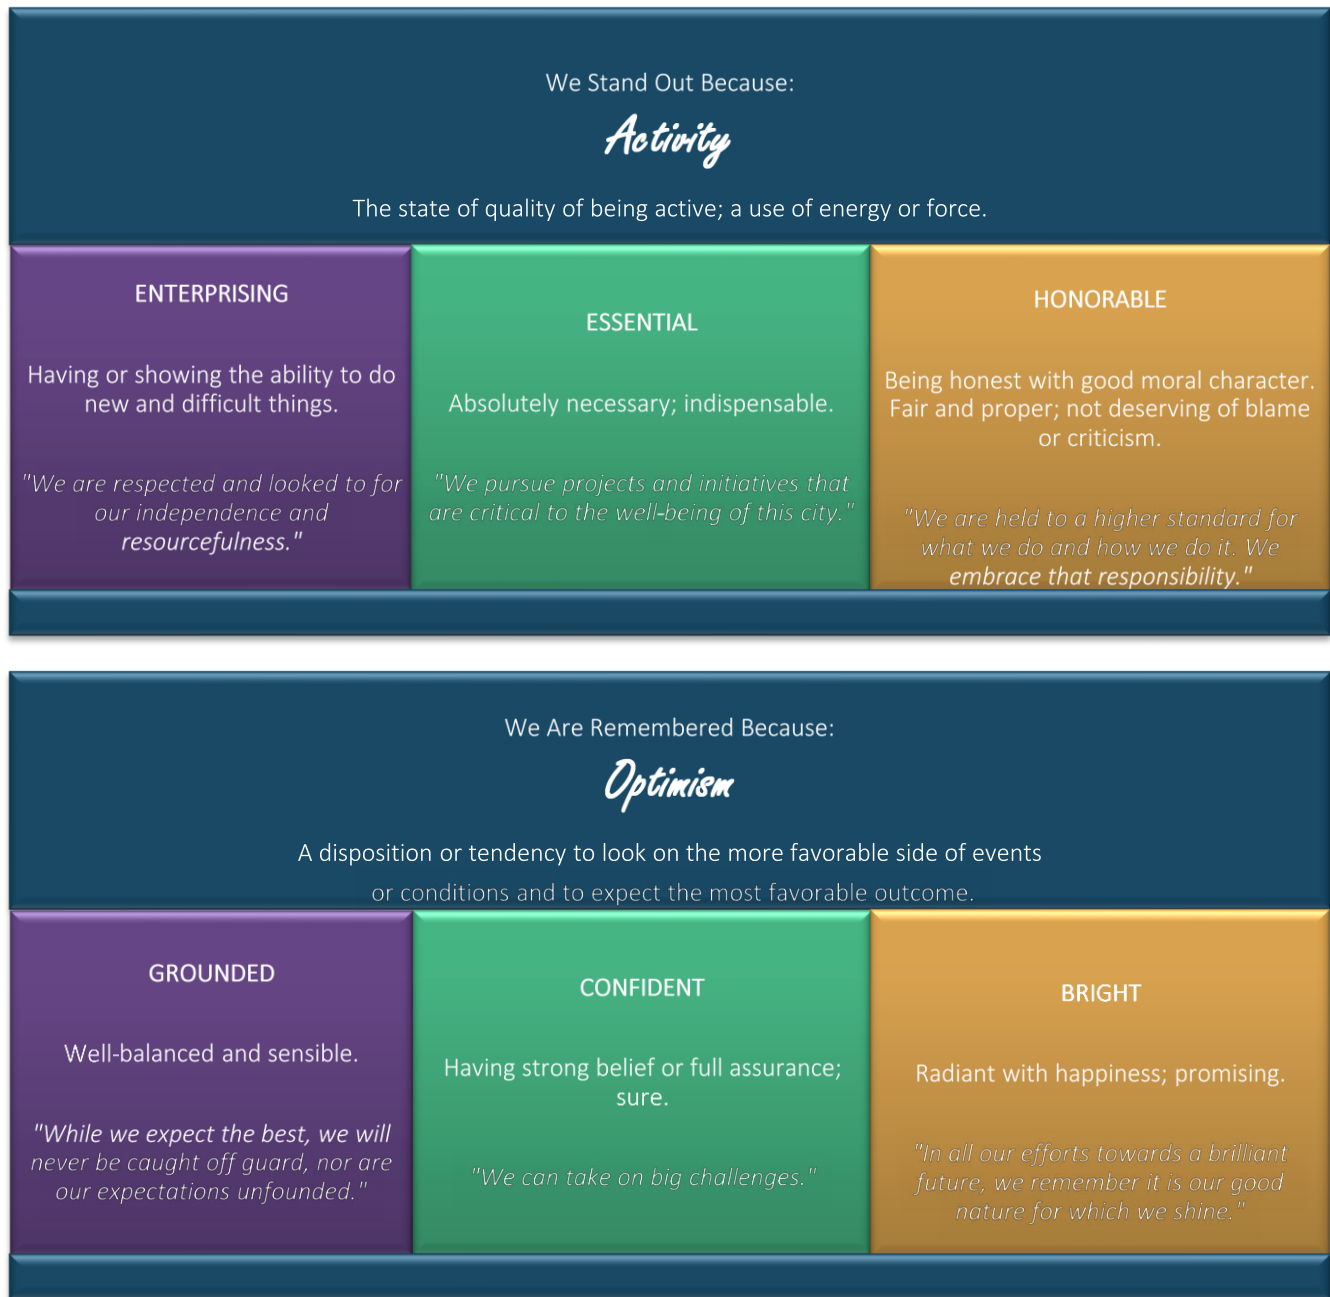 We Stand Out Because:
Activity
The state of quality of being active; a use of energy or force.
ENTERPRISING
Having or showing the ability to do
new and difficult things.
"We are respected and looked to for
our independence and
resourcefulness."
ESSENTIAL
Absolutely necessary; indispensable.
"We pursue projects and initiatives that
are critical to the well-being of this city."
HONORABLE
Being honest with good moral character.
Fair and proper; not deserving of blame
or criticism.
"We are held to a higher standard for
what we do and how we do it. We
embrace that responsibility."
We Are Remembered Because:
Optimism
A disposition or tendency to look on the more favorable side of events
or conditions and to expect the most favorable outcome.
GROUNDED
Well-balanced and sensible.
"While we expect the best, we will
never be caught off guard, nor are
our expectations unfounded."
CONFIDENT
Having strong belief or full assurance;
sure.
"We can take on big challenges."
BRIGHT
Radiant with happiness; promising.
"In all our efforts towards a brilliant
future, we remember it is our good
nature for which we shine."